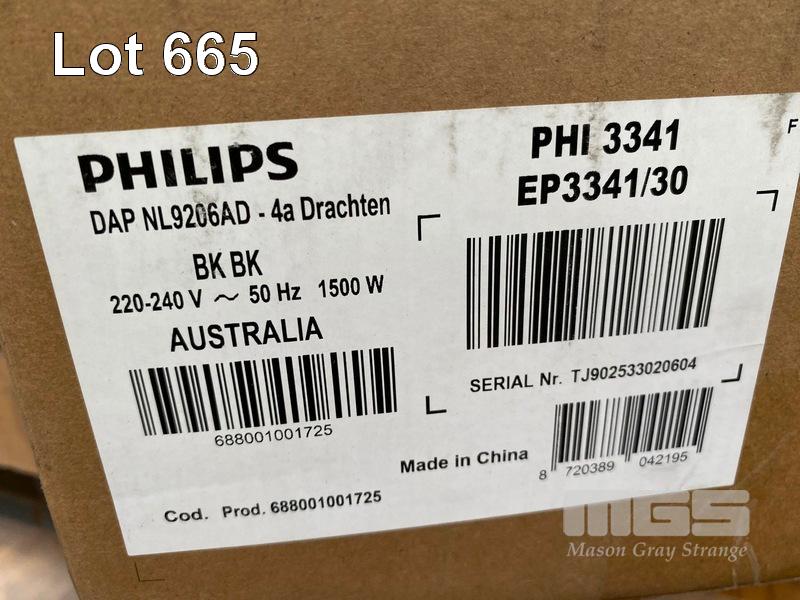 Lot 665
PHILIPS
DAP NL9206AD - 4a Drachten
BK BK
220-240 V ~ 50 Hz 1500 W
AUSTRALIA
688001001725
Cod. Prod. 688001001725
PHI 3341
EP3341/30
SERIAL Nr. TJ902533020604
Made in China
8 720389 042195
F
MGS
Mason Gray Strange